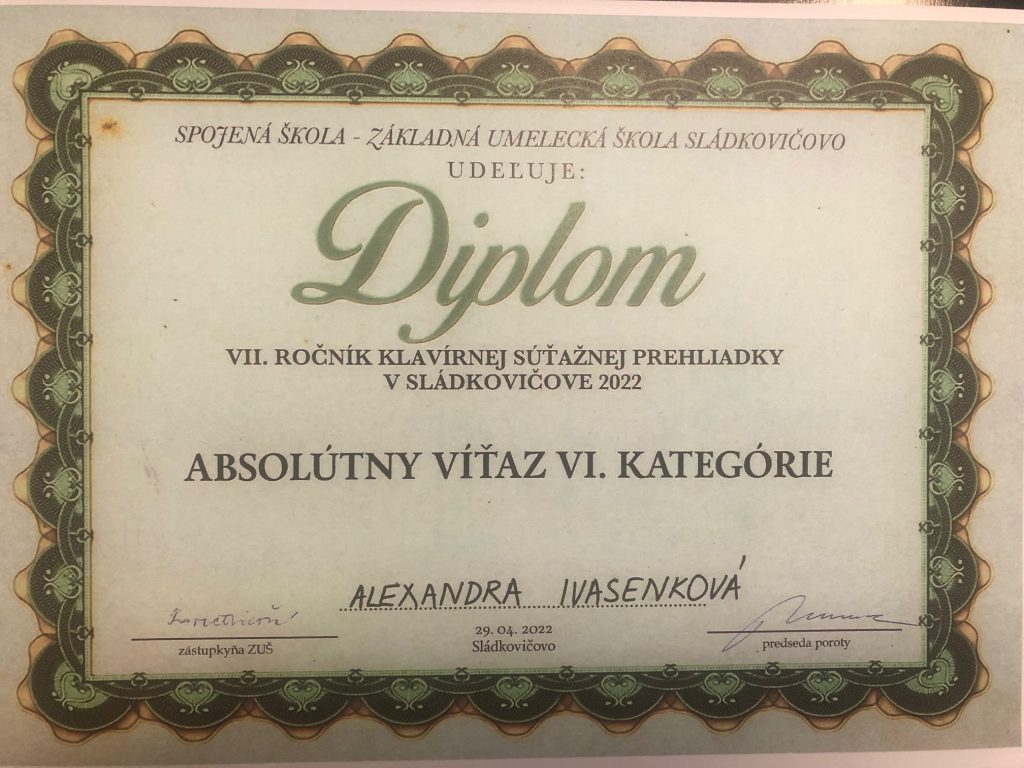 SPOJENÁ ŠKOLA - ZÁKLADNÁ UMELECKÁ ŠKOLA SLÁDKOVIČOVO
UDEĽUJE:
Diplom
VII. ROČNÍK KLAVÍRNEJ SÚŤAŽNEJ PREHLIADKY
V SLÁDKOVIČOVE 2022
ABSOLÚTNY VÍŤAZ VI. KATEGÓRIE
ALEXANDRA IVASENKOVÁ
29. 04. 2022
Sládkovičovo
zástupkyňa ZUŠ
predseda poroty